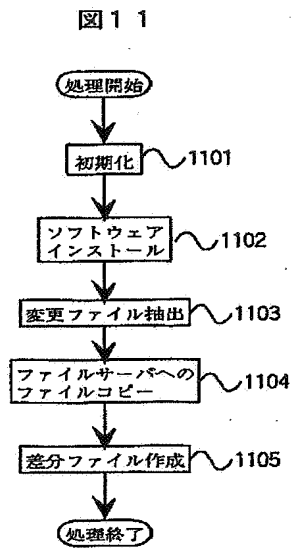 図11
処理開始
初期化
1101
ソフトウェア
インストール
1102
変更ファイル抽出
1103
ファイルサーバへの
ファイルコピー
1104
差分ファイル作成
1105
処理終了